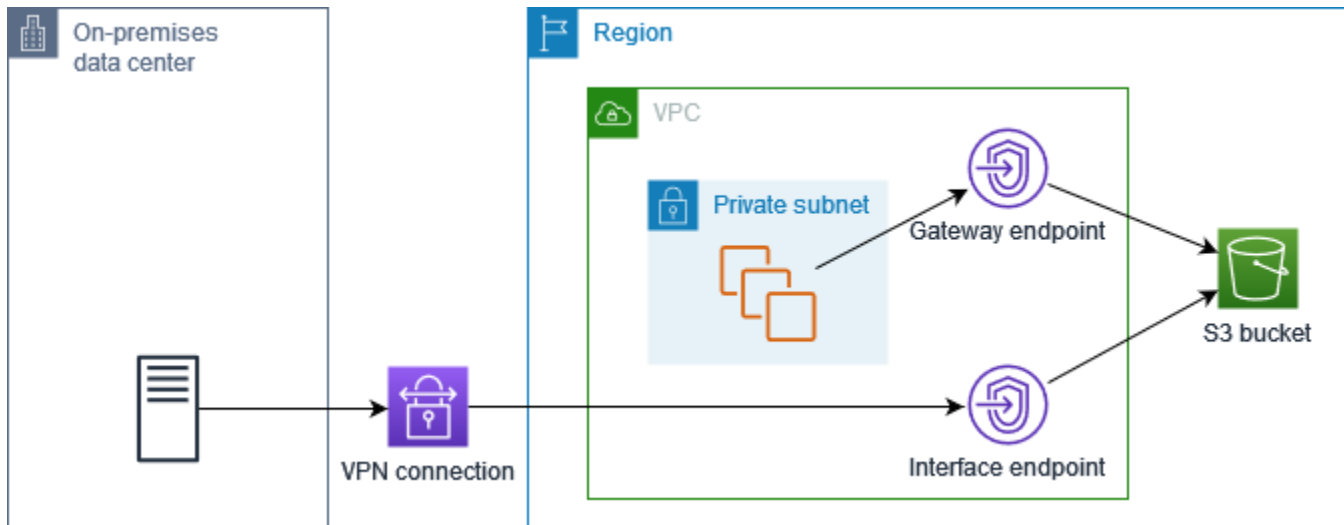 On-premises
data center
Region
VPC
Private subnet
Gateway endpoint
S3 bucket
VPN connection
Interface endpoint